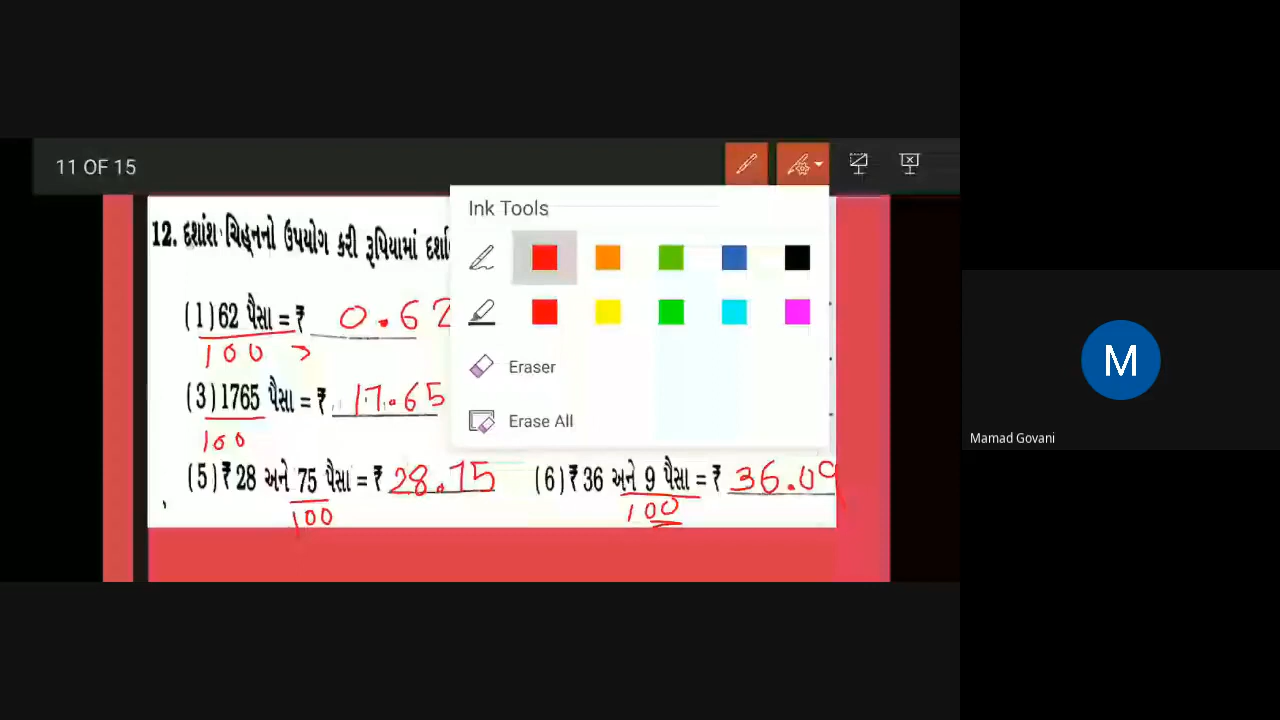 11 OF 15
Ink Tools
12. દશાંશ ચિહ્નનો ઉપયોગ કરી રૂપિયામાં
(1) 62 પૈસા = ₹ 0.62
100
Eraser
(3) 1765 પૈસા = ₹ 17.65
100
Erase All
(5) ₹ 28 અને 75 પૈસા = ₹ 28.75 (6) ₹ 36 અને 9 પૈસા = ₹ 36.09
100 100
M
Mamad Govani